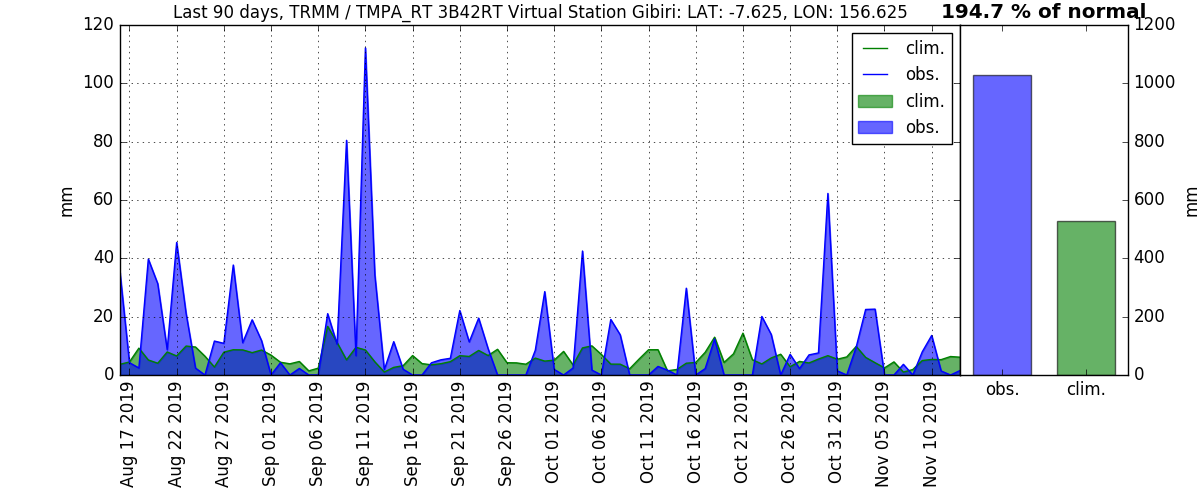 Last 90 days, TRMM / TMPA_RT 3B42RT Virtual Station Gibiri: LAT: -7.625, LON: 156.625
194.7 % of normal
120
100
80
60
40
20
0
mm
clim.
obs.
clim.
obs.
1200
1000
800
600
400
200
0
mm
Aug 17 2019
Aug 22 2019
Aug 27 2019
Sep 01 2019
Sep 06 2019
Sep 11 2019
Sep 16 2019
Sep 21 2019
Sep 26 2019
Oct 01 2019
Oct 06 2019
Oct 11 2019
Oct 16 2019
Oct 21 2019
Oct 26 2019
Oct 31 2019
Nov 05 2019
Nov 10 2019
obs.
clim.